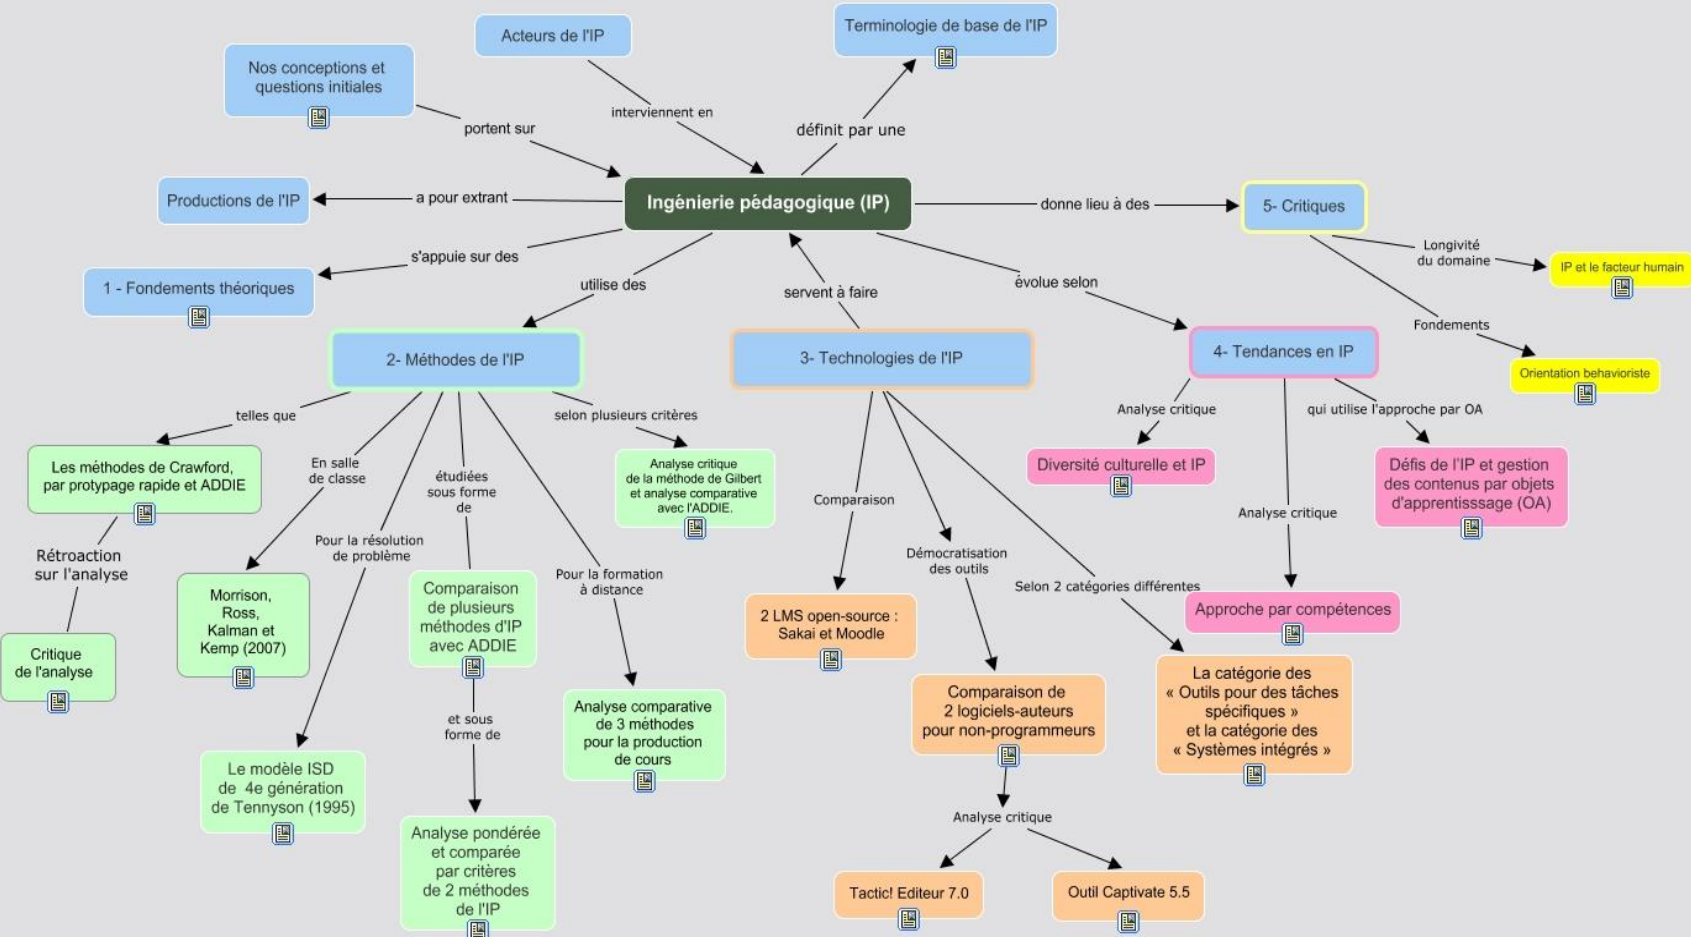 Terminologie de base de l'IP
Acteurs de l'IP
Nos conceptions et
questions initiales
interviennent en
portent sur
définit par une
Ingénierie pédagogique (IP)
Productions de l'IP
a pour extrant
donne lieu à des
5- Critiques
Longivité
du domaine
IP et le facteur humain
s'appuie sur des
1 - Fondements théoriques
utilise des
servent à faire
évolue selon
Fondements
Orientation behavioriste
2- Méthodes de l'IP
3- Technologies de l'IP
4- Tendances en IP
telles que
selon plusieurs critères
Analyse critique
qui utilise l'approche par OA
Les méthodes de Crawford,
par protypage rapide et ADDIE
En salle
de classe
étudiées
sous forme
de
Analyse critique
de la méthode de Gilbert
et analyse comparative
avec l'ADDIE.
Comparaison
Diversité culturelle et IP
Défis de l'IP et gestion
des contenus par objets
d'apprentisssage (OA)
Analyse critique
Rétroaction
sur l'analyse
Pour la résolution
de problème
Pour la formation
à distance
Démocratisation
des outils
Selon 2 catégories différentes
Approche par compétences
Morrison,
Ross,
Kalman et
Kemp (2007)
Comparaison
de plusieurs
méthodes d'IP
avec ADDIE
2 LMS open-source :
Sakai et Moodle
Critique
de l'analyse
et sous
forme de
Analyse comparative
de 3 méthodes
pour la production
de cours
Comparaison de
2 logiciels-auteurs
pour non-programmeurs
La catégorie des
« Outils pour des tâches
spécifiques »
et la catégorie des
« Systèmes intégrés »
Le modèle ISD
de 4e génération
de Tennyson (1995)
Analyse pondérée
et comparée
par critères
de 2 méthodes
de l'IP
Analyse critique
Tactic! Editeur 7.0
Outil Captivate 5.5